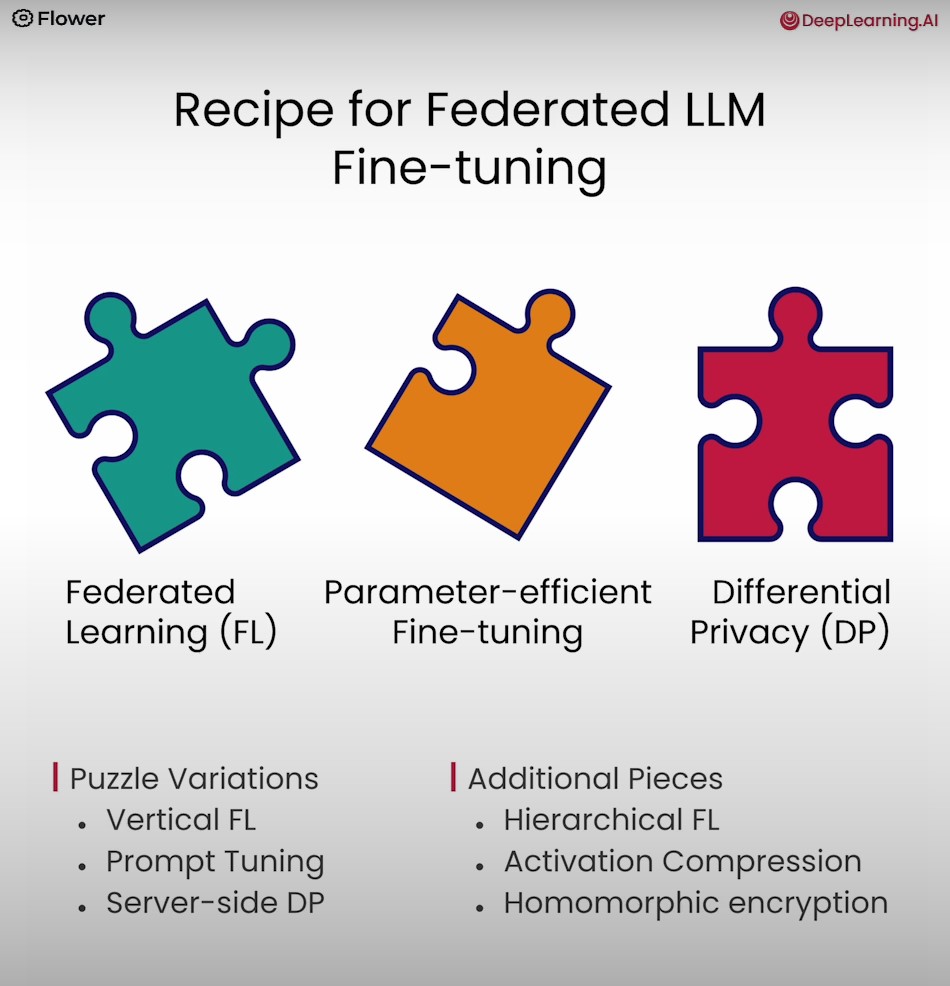 Flower
DeepLearning.AI
Recipe for Federated LLM
Fine-tuning
Federated
Learning (FL)
Parameter-efficient
Fine-tuning
Differential
Privacy (DP)
Puzzle Variations
• Vertical FL
• Prompt Tuning
• Server-side DP
Additional Pieces
• Hierarchical FL
• Activation Compression
• Homomorphic encryption